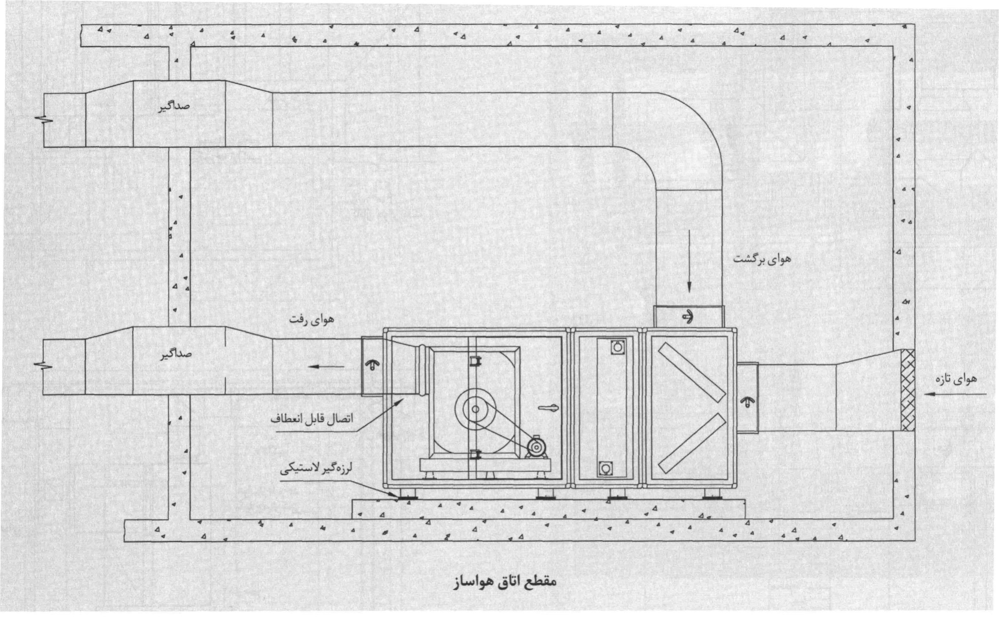 صداگیر
هوای برگشت
هوای رفت
صداگیر
هوای تازه
اتصال قابل انعطاف
لرزه‌گیر لاستیکی
مقطع اتاق هواساز